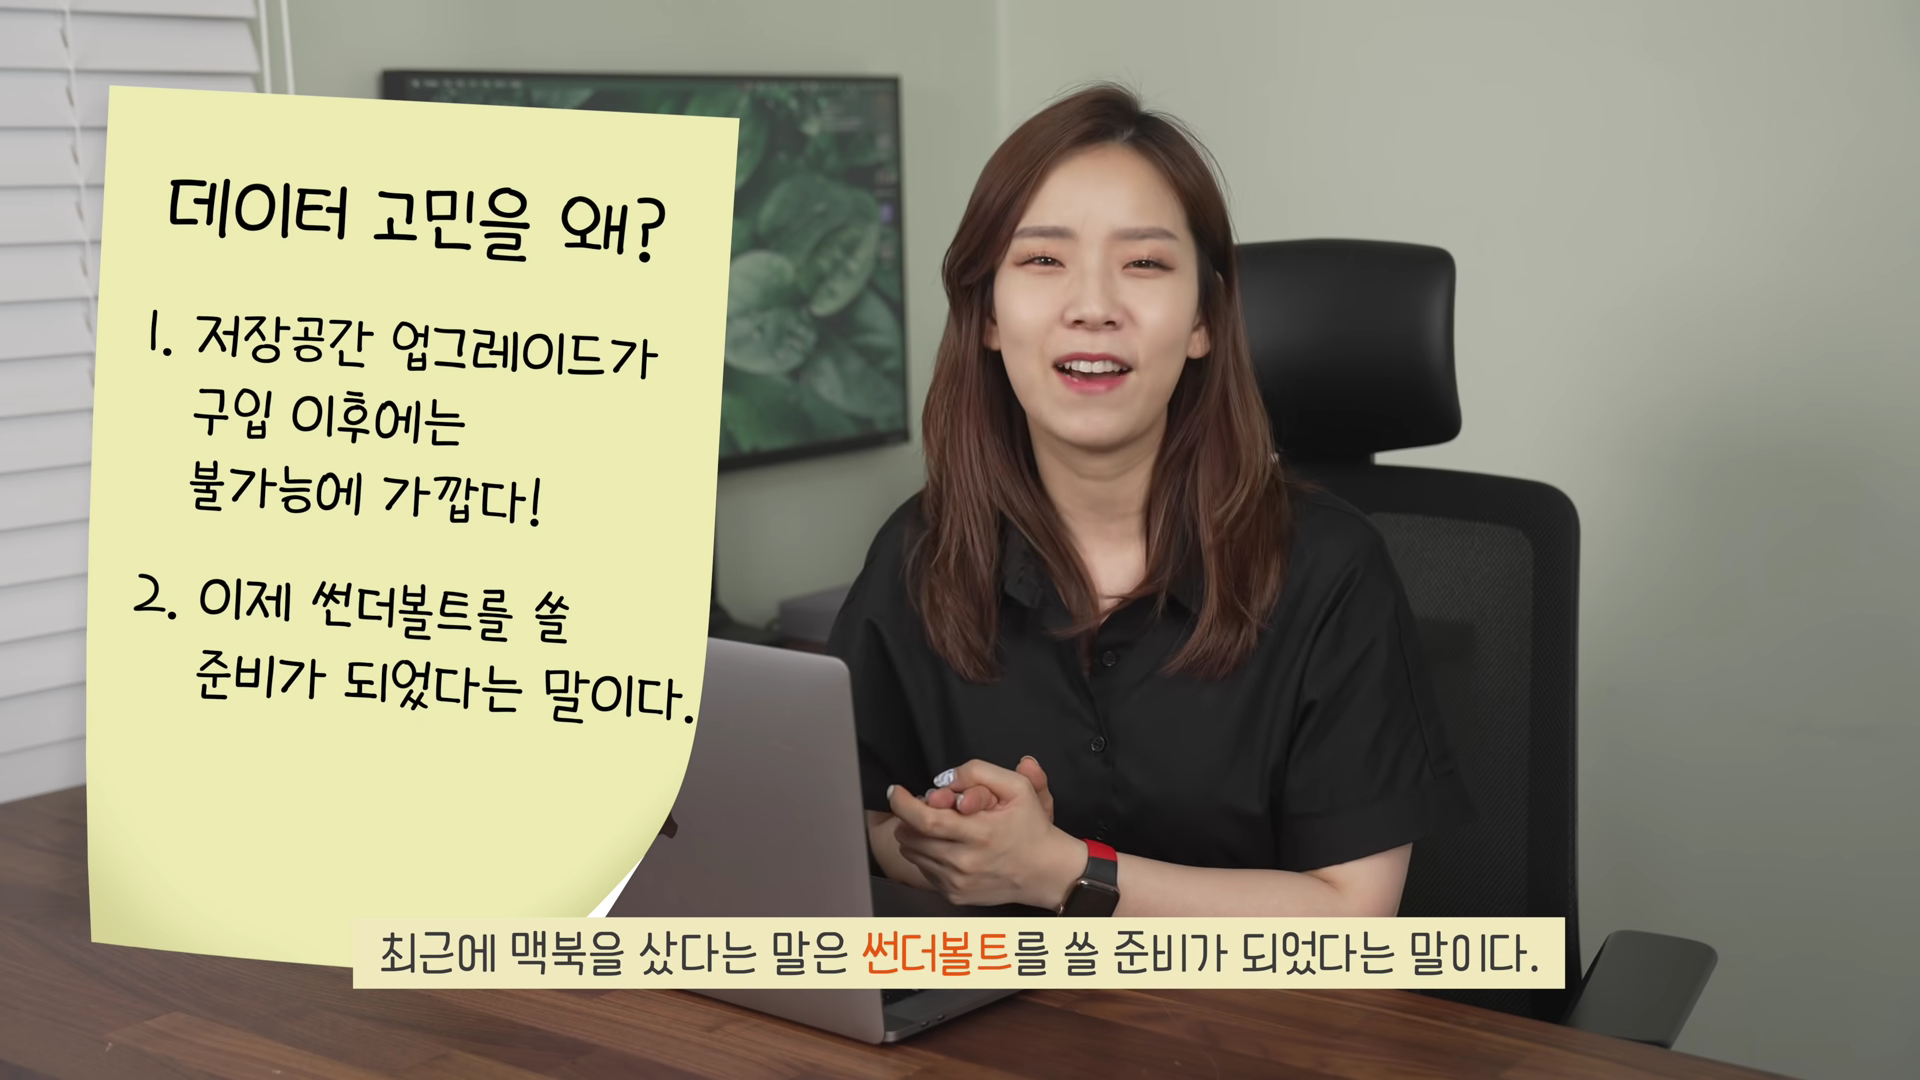 데이터 고민을 왜?
1. 저장공간 업그레이드가
구입 이후에는
불가능에 가깝다!
2. 이제 썬더볼트를 쓸
준비가 되었다는 말이다.
최근에 맥북을 샀다는 말은 썬더볼트를 쓸 준비가 되었다는 말이다.